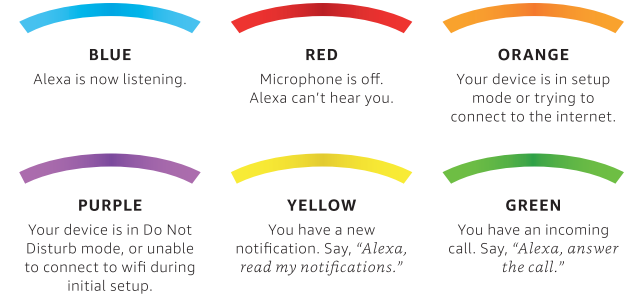 BLUE
Alexa is now listening.
RED
Microphone is off.
Alexa can't hear you.
ORANGE
Your device is in setup
mode or trying to
connect to the internet.
PURPLE
Your device is in Do Not
Disturb mode, or unable
to connect to wifi during
initial setup.
YELLOW
You have a new
notification. Say, “Alexa,
read my notifications.”
GREEN
You have an incoming
call. Say, “Alexa, answer
the call.”